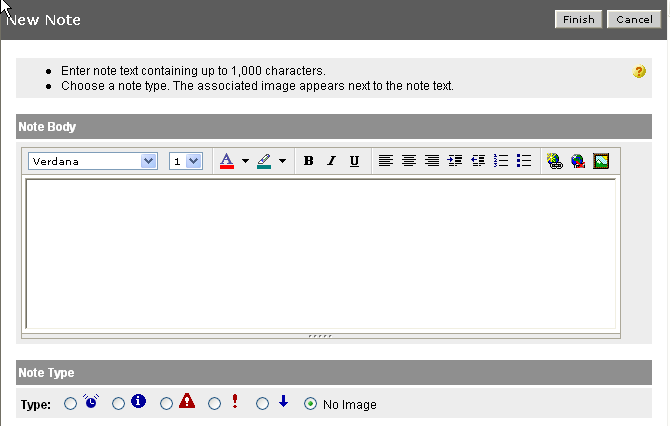 New Note
Finish Cancel
Enter note text containing up to 1,000 characters.
Choose a note type. The associated image appears next to the note text.
Note Body
Verdana 1 A B I U
Note Type
Type: No Image